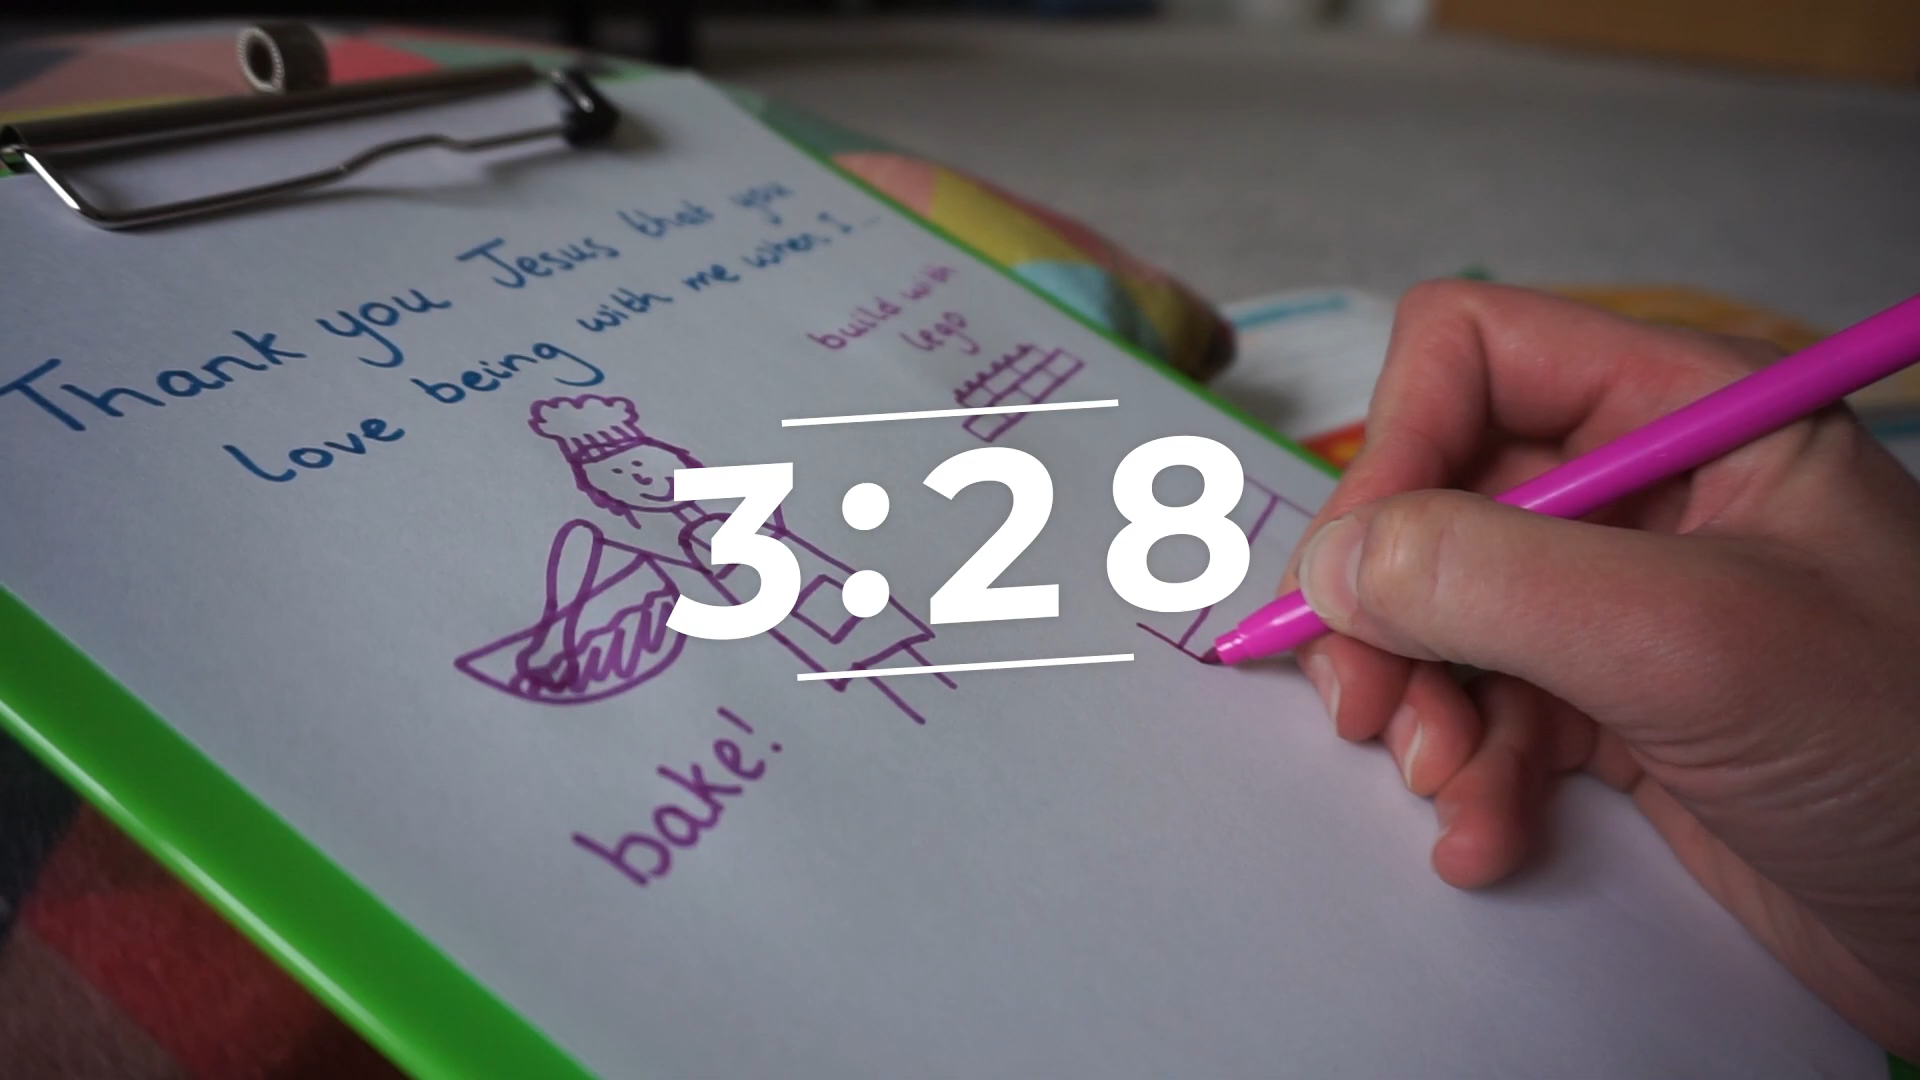 Thank you Jesus that you
love being with me when I...
build with
lego
3:28
bake!